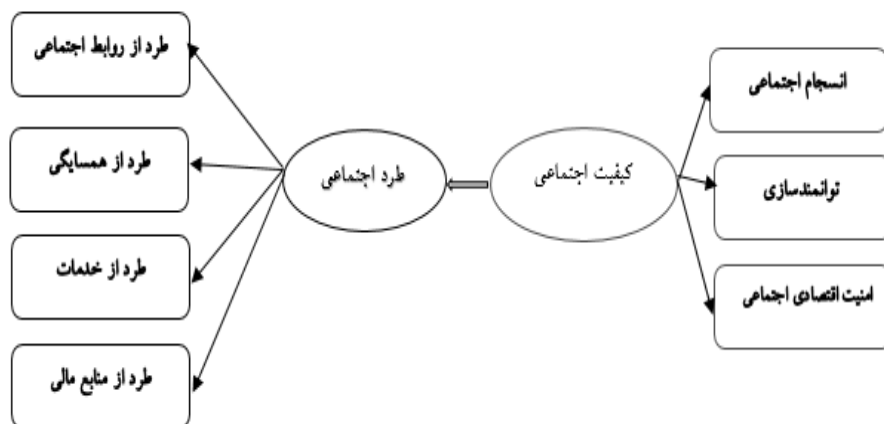 انسجام اجتماعی
توانمندسازی
امنیت اقتصادی اجتماعی
کیفیت اجتماعی
طرد اجتماعی
طرد از روابط اجتماعی
طرد از همسایگی
طرد از خدمات
طرد از منابع مالی